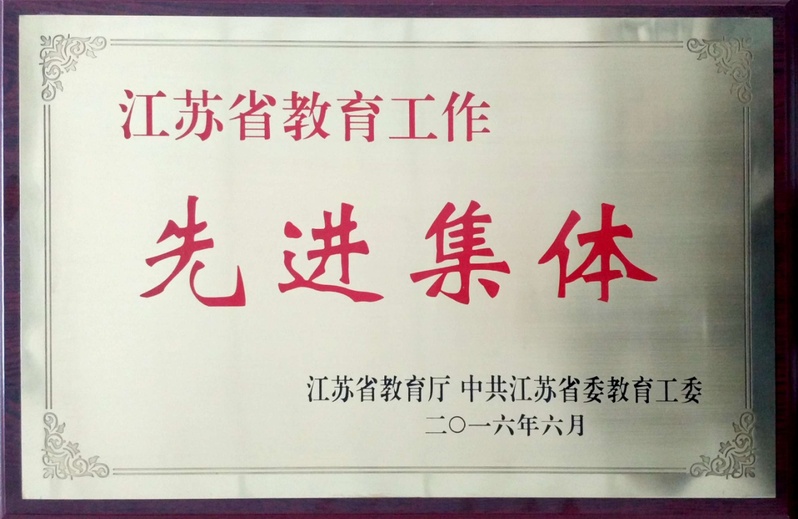 江苏省教育工作
先进集体
江苏省教育厅 中共江苏省委教育工委
二〇一六年六月